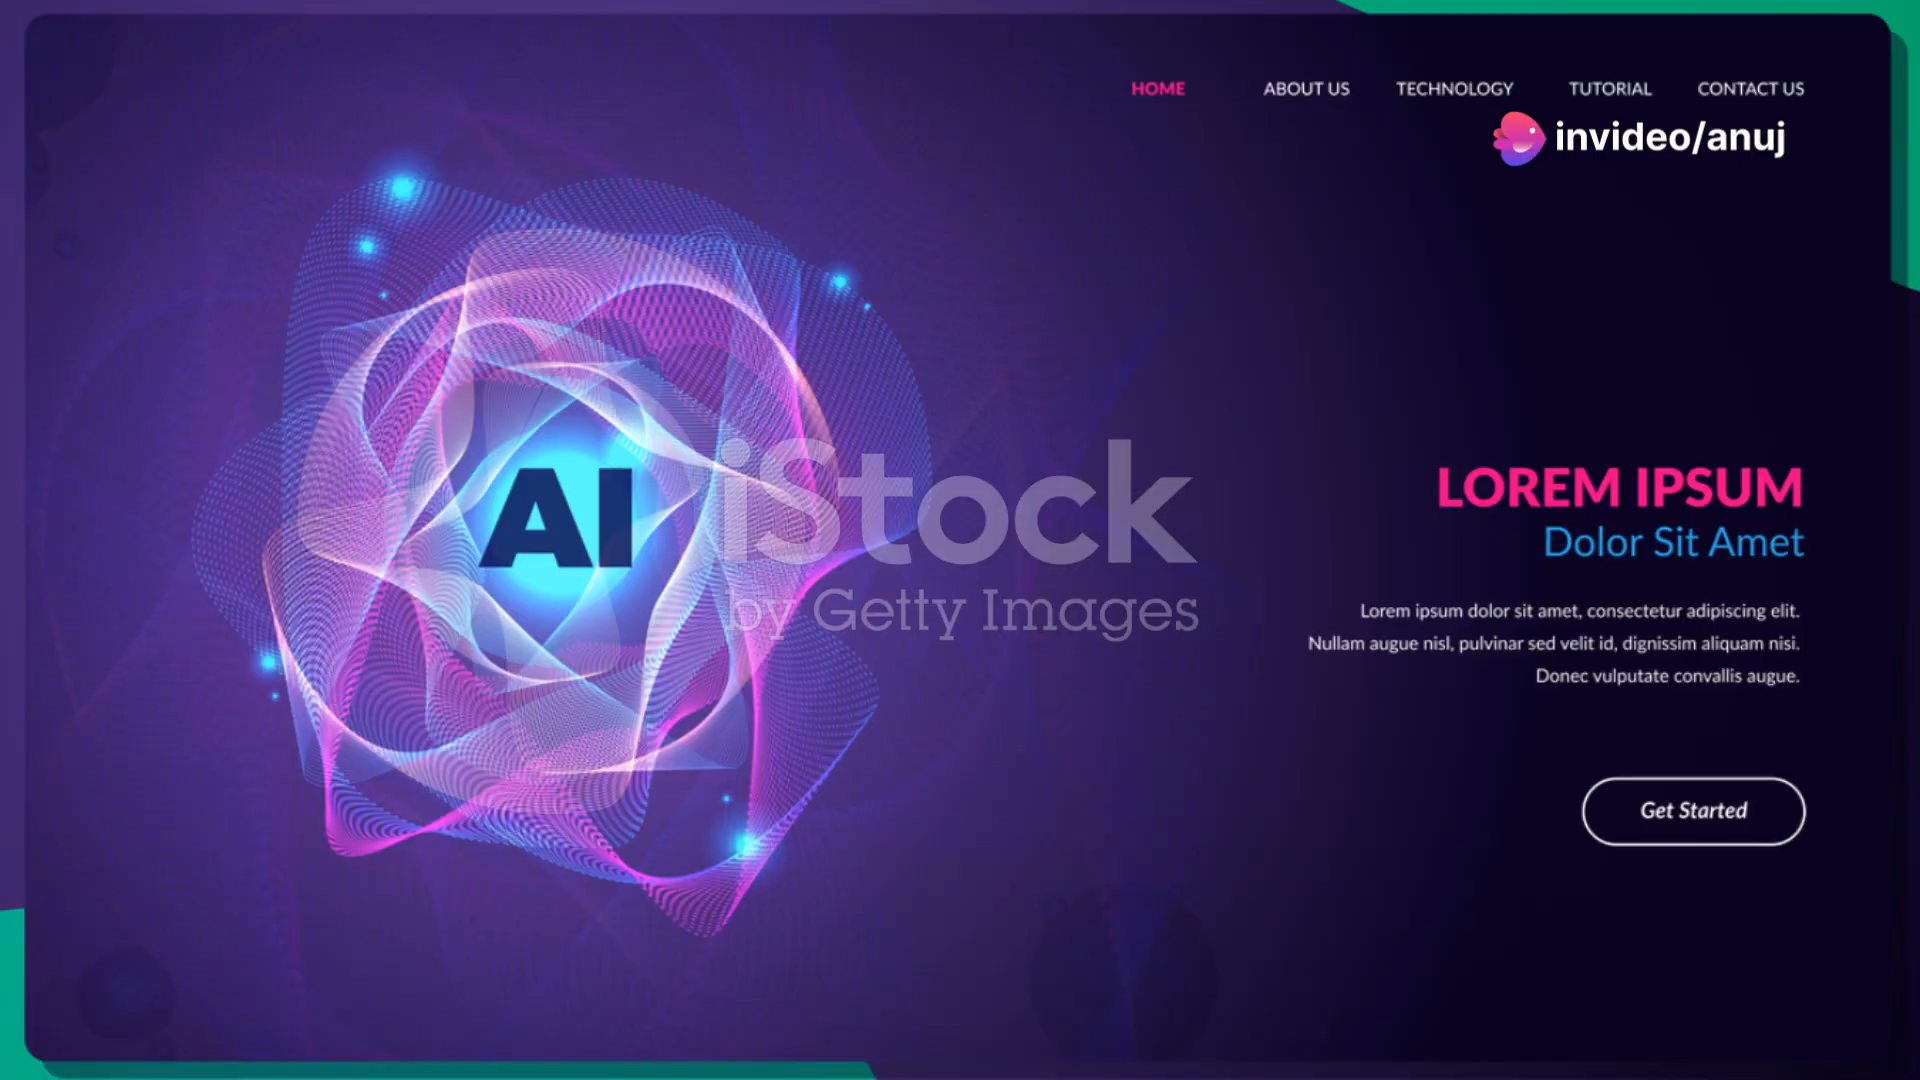 HOME ABOUT US TECHNOLOGY TUTORIAL CONTACT US
invideo/anuj
AI
iStock
by Getty Images
LOREM IPSUM
Dolor Sit Amet
Lorem ipsum dolor sit amet, consectetur adipiscing elit.
Nullam augue nisl, pulvinar sed velit id, dignissim aliquam nisi.
Donec vulputate convallis augue.
Get Started